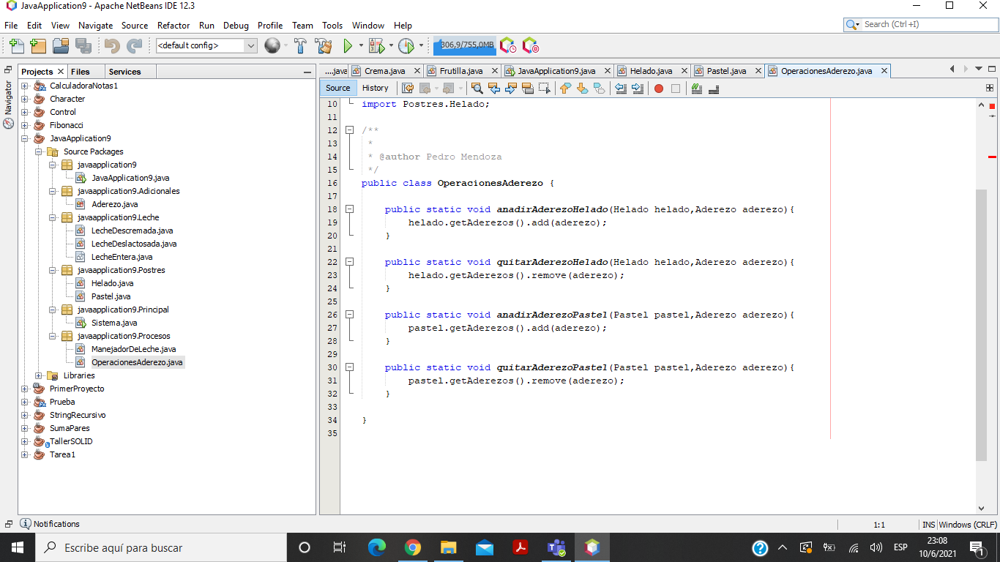 JavaApplication9 - Apache NetBeans IDE 12.3
File Edit View Navigate Source Refactor Run Debug Profile Team Tools Window Help
Search (Ctrl+I)
<default config>
306,9/755,0MB
Projects Files Services
Navigator
CalculadoraNotas1
Character
Control
Fibonacci
JavaApplication9
Source Packages
javaapplication9
JavaApplication9.java
javaapplication9.Adicionales
Aderezo.java
javaapplication9.Leche
LecheDescremada.java
LecheDeslactosada.java
LecheEntera.java
javaapplication9.Postres
Helado.java
Pastel.java
javaapplication9.Principal
Sistema.java
javaapplication9.Procesos
ManejadorDeLeche.java
OperacionesAderezo.java
Libraries
PrimerProyecto
Prueba
StringRecursivo
SumaPares
TallerSOLID
Tarea1
....java Crema.java Frutilla.java JavaApplication9.java Helado.java Pastel.java OperacionesAderezo.java
Source History
10 import Postres.Helado;
11
12 /**
13 *
14 * @author Pedro Mendoza
15 */
16 public class OperacionesAderezo {
17
18 public static void anadirAderezoHelado(Helado helado,Aderezo aderezo){
19 helado.getAderezos().add(aderezo);
20 }
21
22 public static void quitarAderezoHelado(Helado helado,Aderezo aderezo){
23 helado.getAderezos().remove(aderezo);
24 }
25
26 public static void anadirAderezoPastel(Pastel pastel,Aderezo aderezo){
27 pastel.getAderezos().add(aderezo);
28 }
29
30 public static void quitarAderezoPastel(Pastel pastel,Aderezo aderezo){
31 pastel.getAderezos().remove(aderezo);
32 }
33
34 }
35
Notifications
1:1 INS Windows (CRLF)
Escribe aquí para buscar
ESP
23:08
10/6/2021
1